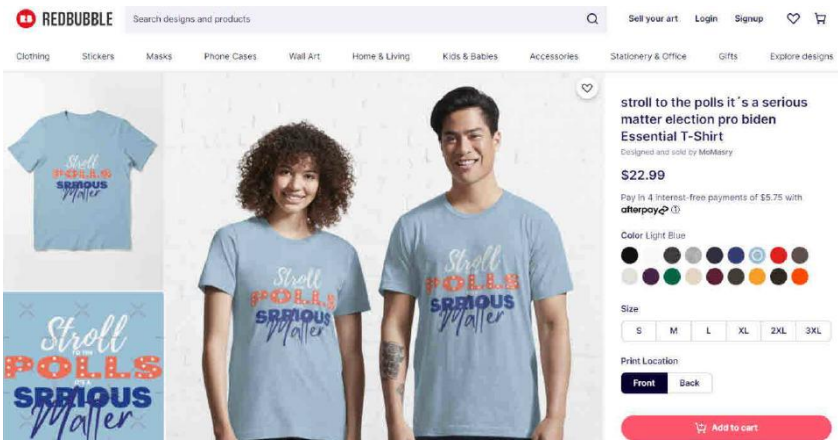 RB REDBUBBLE
Search designs and products
Sell your art Login Signup
Clothing Stickers Masks Phone Cases Wall Art Home & Living Kids & Babies Accessories Stationery & Office Gifts Explore designs
stroll to the polls it´s a serious
matter election pro biden
Essential T-Shirt
Designed and sold by MoMasry
$22.99
Pay in 4 interest-free payments of $5.75 with
afterpay
Color Light Blue
Size
S M L XL 2XL 3XL
Print Location
Front Back
Add to cart
Stroll
POLLS
SRRIOUS
Matter
Stroll
POLLS
SRRIOUS
Matter
Stroll
POLLS
SRRIOUS
Matter
Stroll
TO THE
POLLS
IT'S A
SRRIOUS
Matter